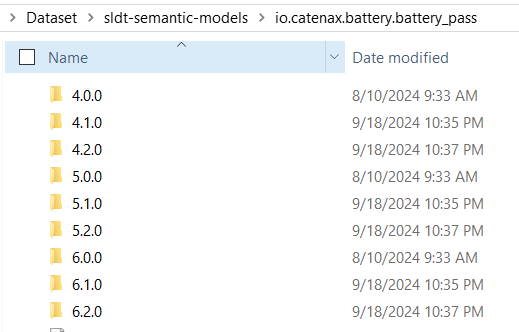 Dataset > sldt-semantic-models > io.catenax.battery.battery_pass
Name Date modified
4.0.0 8/10/2024 9:33 AM
4.1.0 9/18/2024 10:35 PM
4.2.0 9/18/2024 10:37 PM
5.0.0 8/10/2024 9:33 AM
5.1.0 9/18/2024 10:35 PM
5.2.0 9/18/2024 10:37 PM
6.0.0 8/10/2024 9:33 AM
6.1.0 9/18/2024 10:35 PM
6.2.0 9/18/2024 10:37 PM